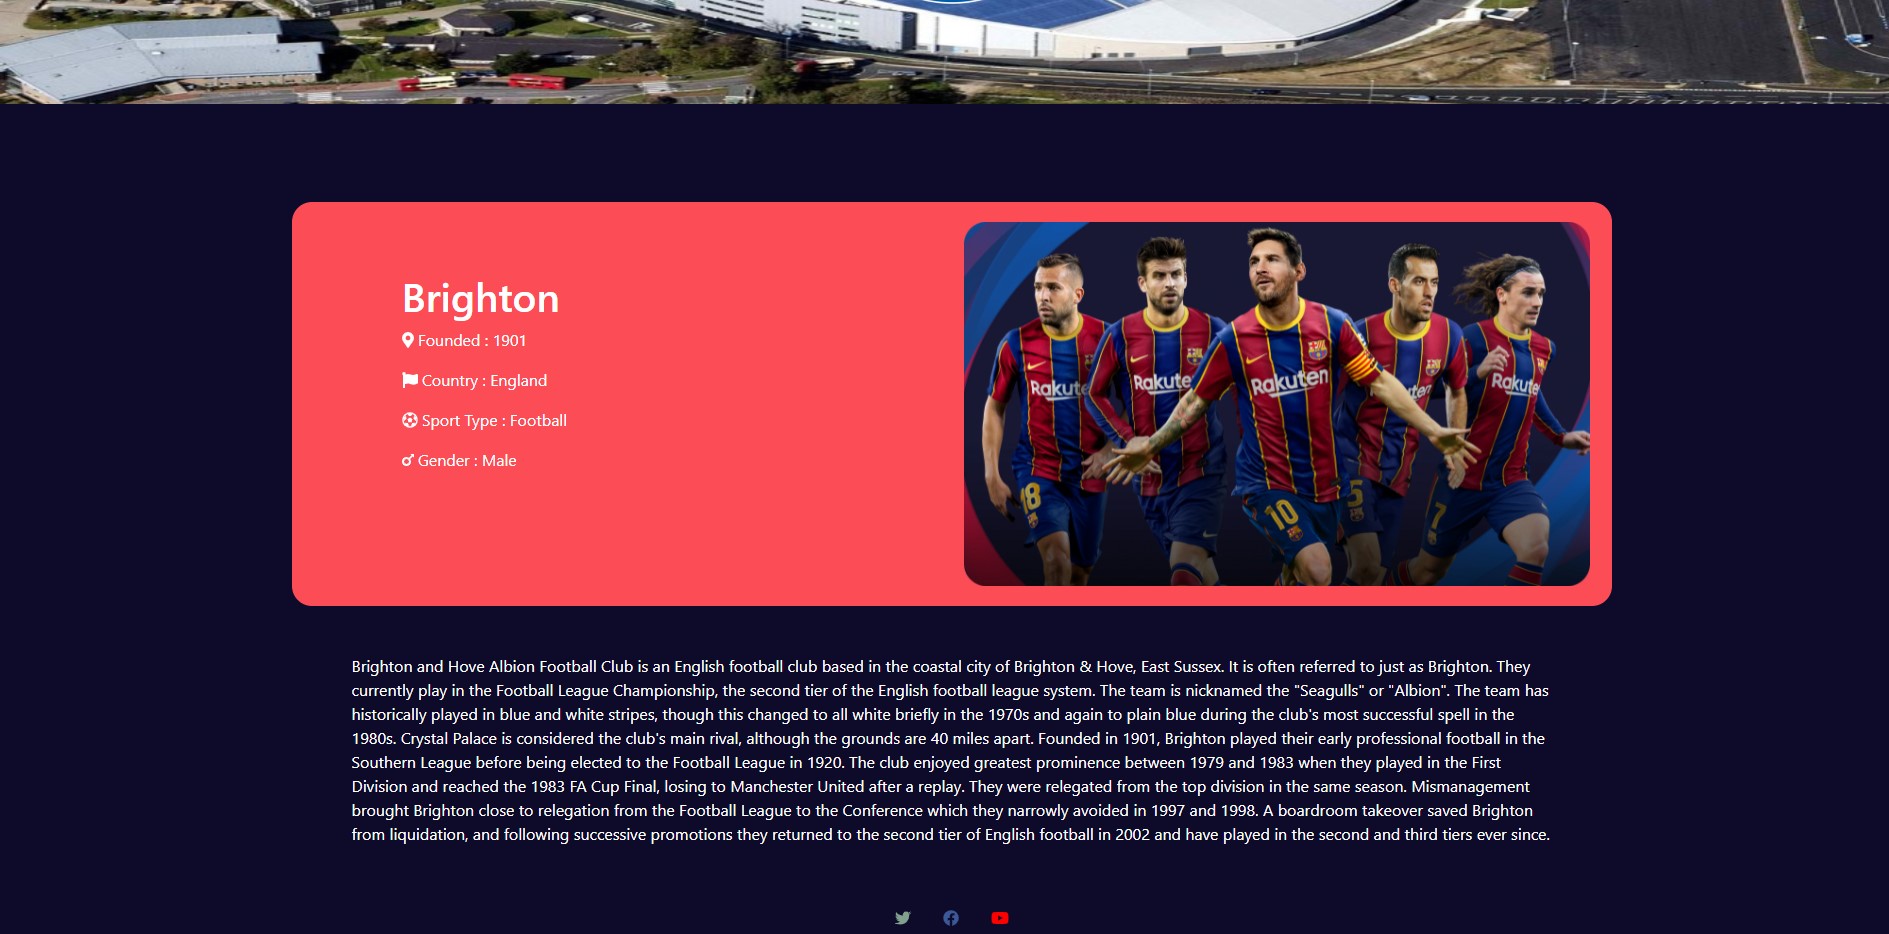 Brighton
Founded : 1901
Country : England
Sport Type : Football
Gender : Male
Rakuten
Rakuten
Rakuten
Rakuten
18
10
5
7
Brighton and Hove Albion Football Club is an English football club based in the coastal city of Brighton & Hove, East Sussex. It is often referred to just as Brighton. They
currently play in the Football League Championship, the second tier of the English football league system. The team is nicknamed the "Seagulls" or "Albion". The team has
historically played in blue and white stripes, though this changed to all white briefly in the 1970s and again to plain blue during the club's most successful spell in the
1980s. Crystal Palace is considered the club's main rival, although the grounds are 40 miles apart. Founded in 1901, Brighton played their early professional football in the
Southern League before being elected to the Football League in 1920. The club enjoyed greatest prominence between 1979 and 1983 when they played in the First
Division and reached the 1983 FA Cup Final, losing to Manchester United after a replay. They were relegated from the top division in the same season. Mismanagement
brought Brighton close to relegation from the Football League to the Conference which they narrowly avoided in 1997 and 1998. A boardroom takeover saved Brighton
from liquidation, and following successive promotions they returned to the second tier of English football in 2002 and have played in the second and third tiers ever since.